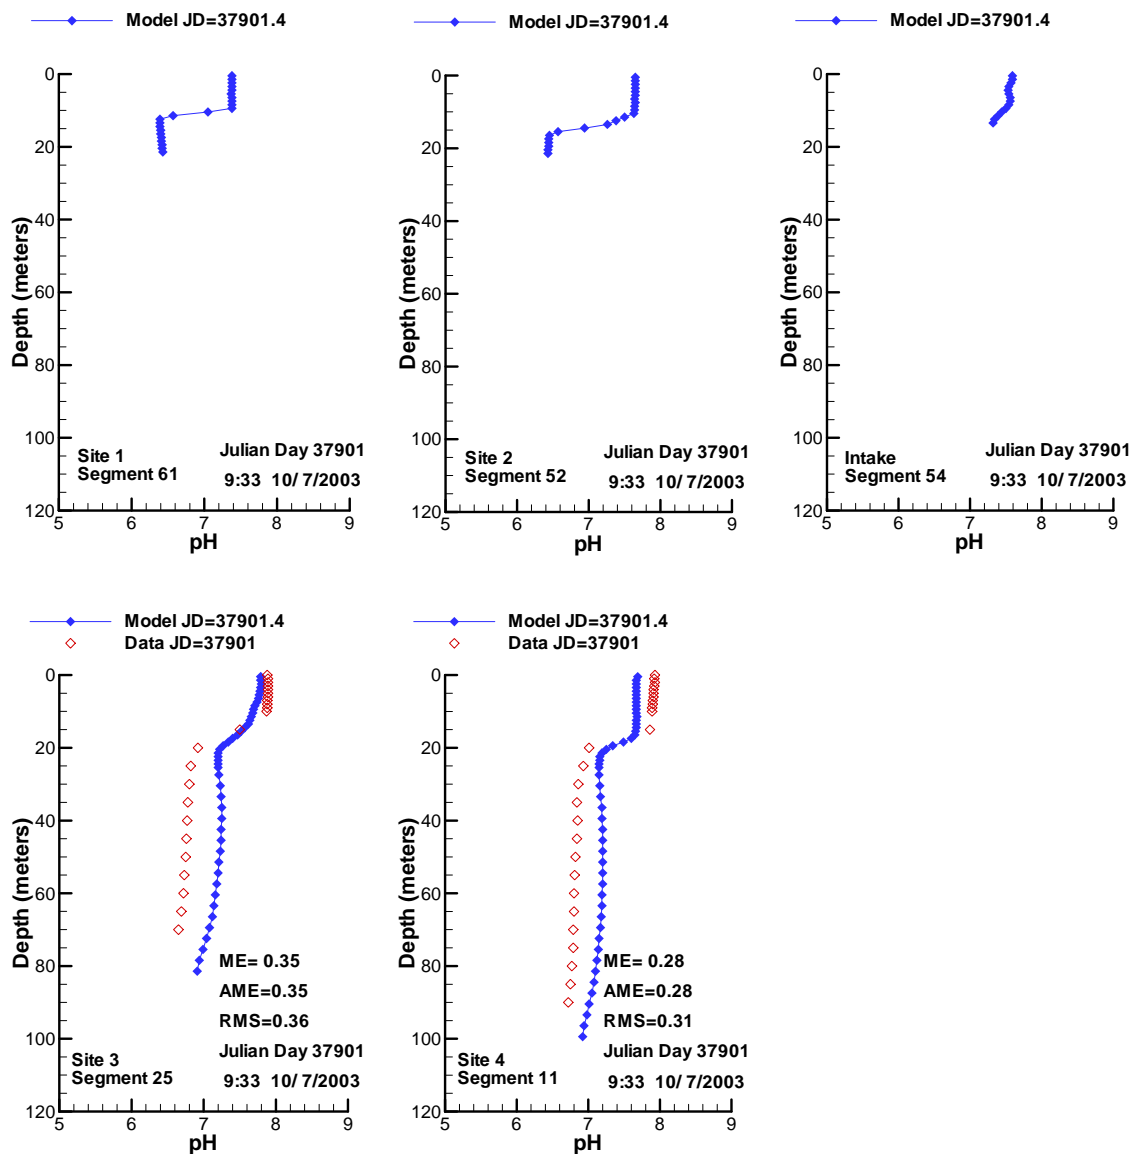 Model JD=37901.4
0
20
40
60
80
100
120
Depth (meters)
Site 1
Segment 61
Julian Day 37901
9:33 10/ 7/2003
5 6 7 8 9
pH
Model JD=37901.4
0
20
40
60
80
100
120
Depth (meters)
Site 2
Segment 52
Julian Day 37901
9:33 10/ 7/2003
5 6 7 8 9
pH
Model JD=37901.4
0
20
40
60
80
100
120
Depth (meters)
Intake
Segment 54
Julian Day 37901
9:33 10/ 7/2003
5 6 7 8 9
pH
Model JD=37901.4
Data JD=37901
0
20
40
60
80
100
120
Depth (meters)
ME= 0.35
AME=0.35
RMS=0.36
Julian Day 37901
9:33 10/ 7/2003
Site 3
Segment 25
5 6 7 8 9
pH
Model JD=37901.4
Data JD=37901
0
20
40
60
80
100
120
Depth (meters)
ME= 0.28
AME=0.28
RMS=0.31
Julian Day 37901
9:33 10/ 7/2003
Site 4
Segment 11
5 6 7 8 9
pH